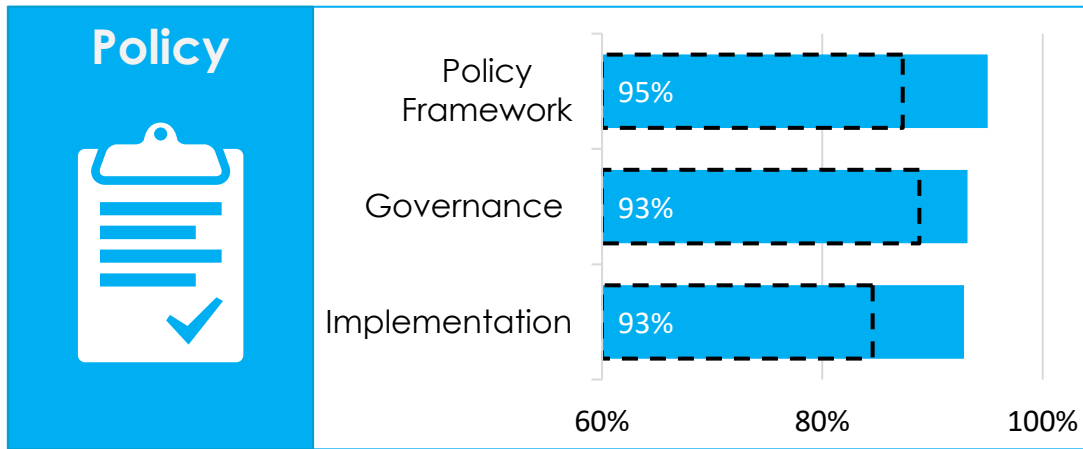 Policy
Policy
Framework
95%
Governance
93%
Implementation
93%
60%
80%
100%